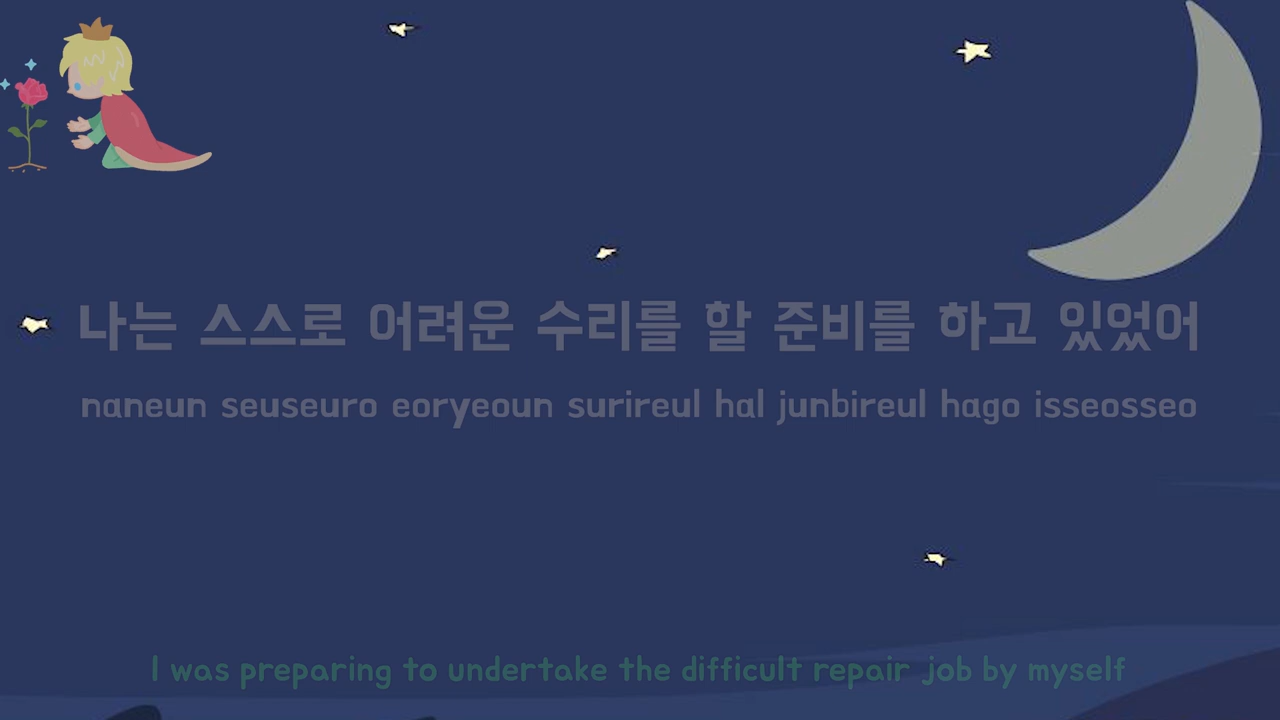 나는 스스로 어려운 수리를 할 준비를 하고 있었어
naneun seuseuro eoryeoun surireul hal junbireul hago isseosseo
I was preparing to undertake the difficult repair job by myself